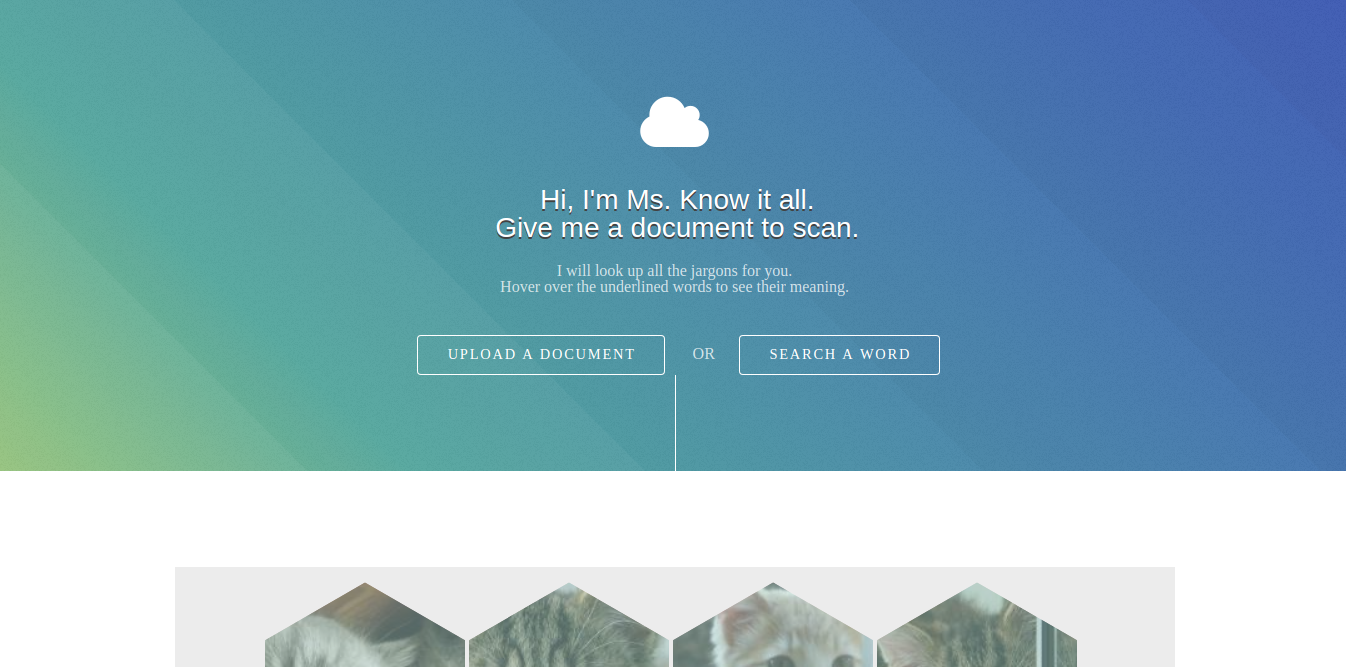 Hi, I'm Ms. Know it all.
Give me a document to scan.
I will look up all the jargons for you.
Hover over the underlined words to see their meaning.
UPLOAD A DOCUMENT OR SEARCH A WORD